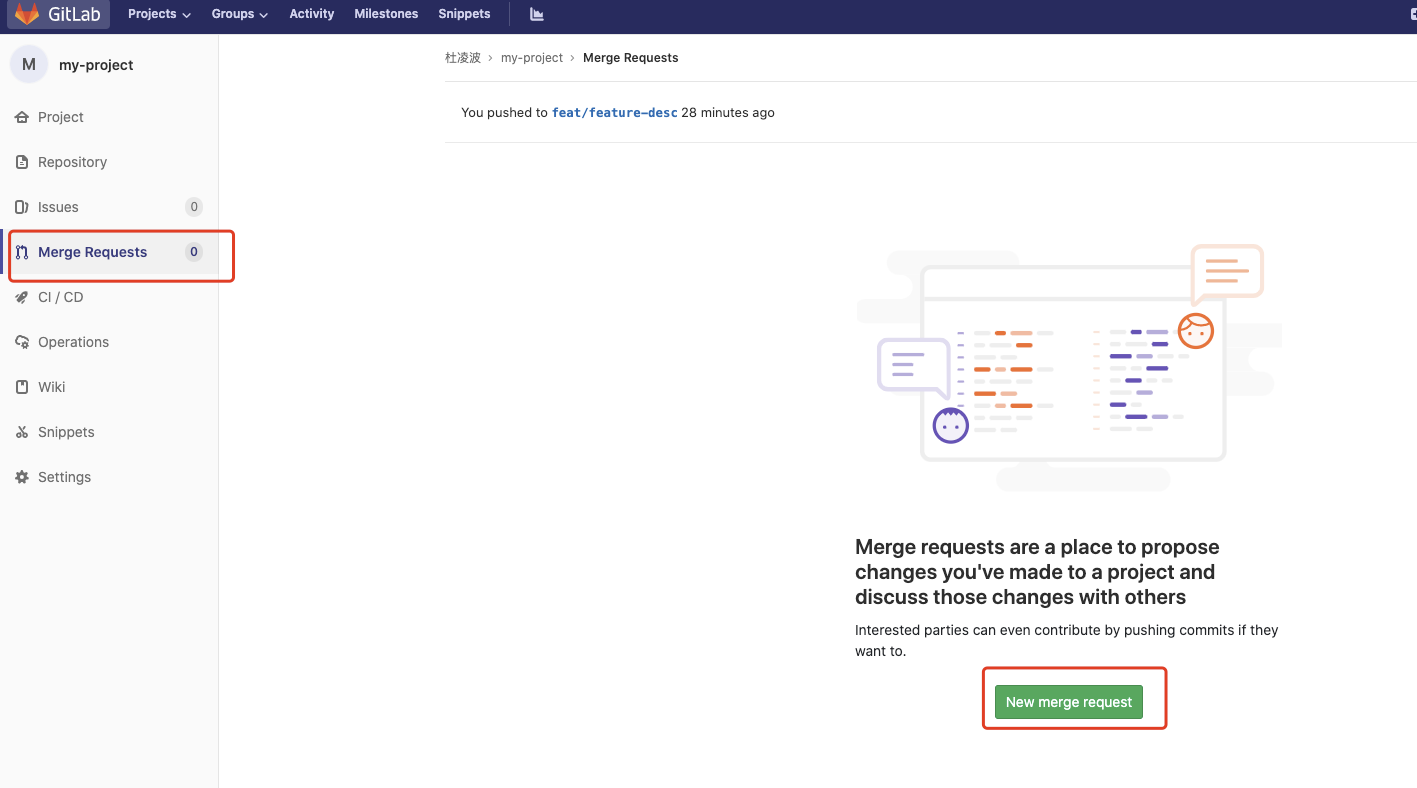 GitLab Projects Groups Activity Milestones Snippets
M my-project
Project
Repository
Issues 0
Merge Requests 0
CI / CD
Operations
Wiki
Snippets
Settings
杜凌波 › my-project › Merge Requests
You pushed to feat/feature-desc 28 minutes ago
Merge requests are a place to propose
changes you've made to a project and
discuss those changes with others
Interested parties can even contribute by pushing commits if they
want to.
New merge request